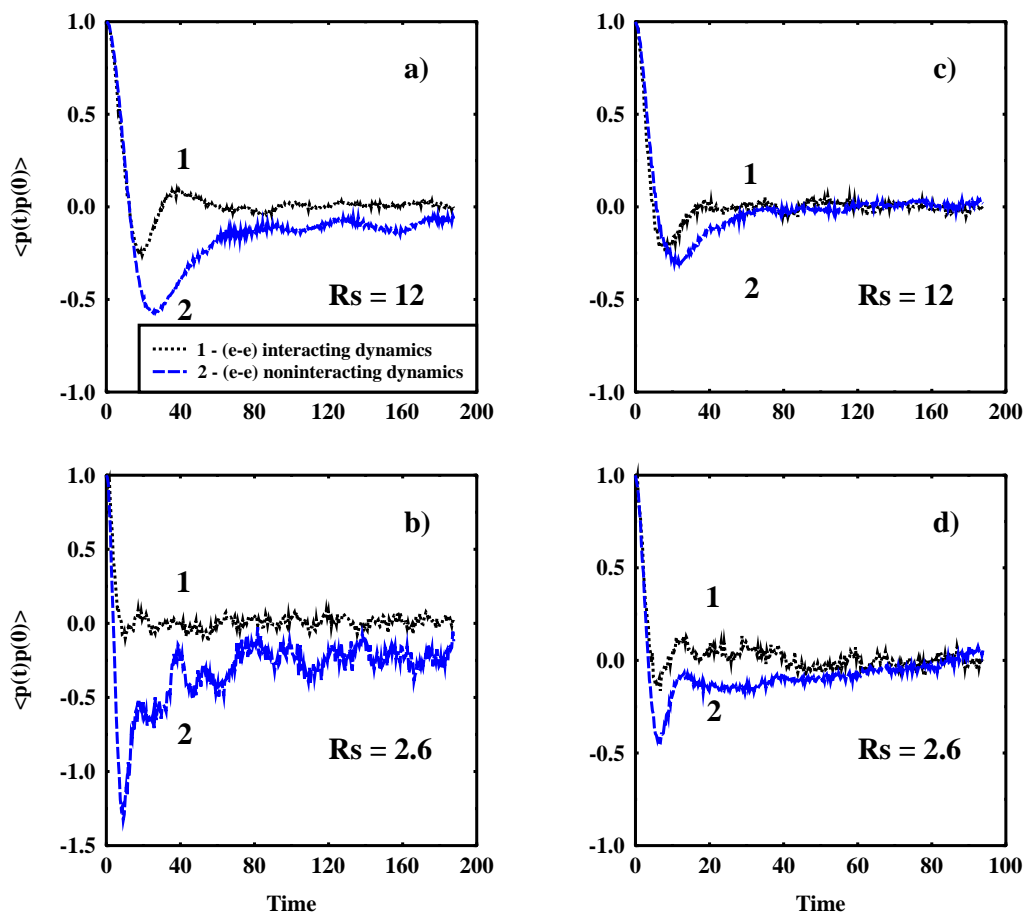 <p(t)p(0)>
1.0
0.5
0.0
-0.5
-1.0
a)
1
2
Rs = 12
1 - (e-e) interacting dynamics
2 - (e-e) noninteracting dynamics
0 40 80 120 160 200
1.0
0.5
0.0
-0.5
-1.0
c)
1
2
Rs = 12
0 40 80 120 160 200
<p(t)p(0)>
1.0
0.5
0.0
-0.5
-1.0
-1.5
b)
1
2
Rs = 2.6
0 40 80 120 160 200
Time
1.0
0.5
0.0
-0.5
-1.0
d)
1
2
Rs = 2.6
0 20 40 60 80 100
Time